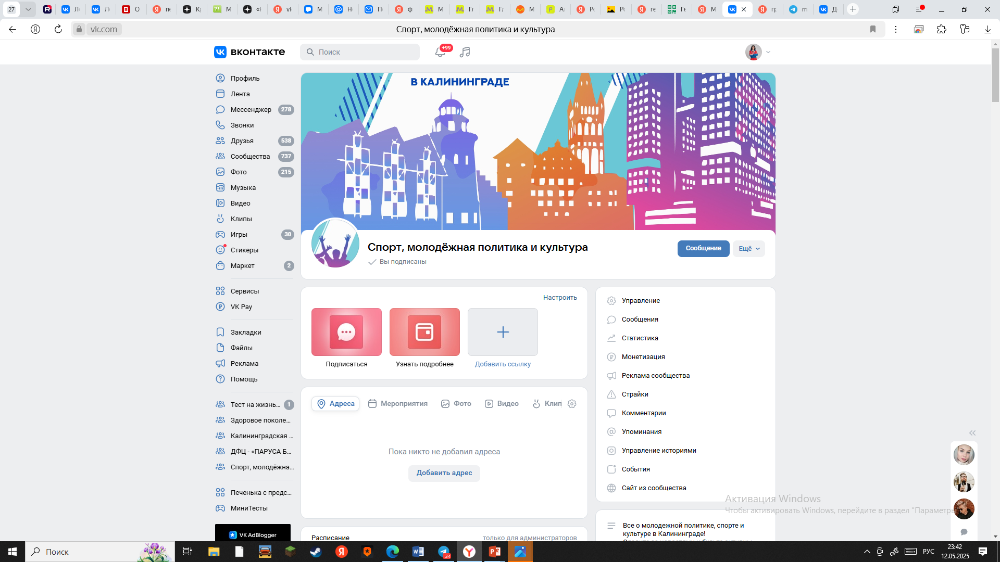 27
vk.com
Спорт, молодёжная политика и культура
вконтакте
Поиск
+99
В КАЛИНИНГРАДЕ
Профиль
Лента
Мессенджер 278
Звонки
Друзья 538
Сообщества 737
Фото 215
Музыка
Видео
Клипы
Игры 30
Стикеры
Маркет 2
Сервисы
VK Pay
Закладки
Файлы
Реклама
Помощь
Тест на жизнь... 1
Здоровое поколе...
Калининградская ...
ДФЦ - «ПАРУСА Б...
Спорт, молодёжна...
Печенька с предс...
МиниТесты
VK AdBlogger
Спорт, молодёжная политика и культура
Вы подписаны
Сообщение
Ещё
Настроить
Подписаться
Узнать подробнее
Добавить ссылку
Адреса
Мероприятия
Фото
Видео
Клип
Пока никто не добавил адреса
Добавить адрес
Расписание
только для администраторов
Управление
Сообщения
Статистика
Монетизация
Реклама сообщества
Страйки
Комментарии
Упоминания
Управление историями
События
Сайт из сообщества
Все о молодежной политике, спорте и
культуре в Калининграде!
Активация Windows
Чтобы активировать Windows, перейдите в раздел "Параметры
Поиск
34
РУС
23:42
12.05.2025